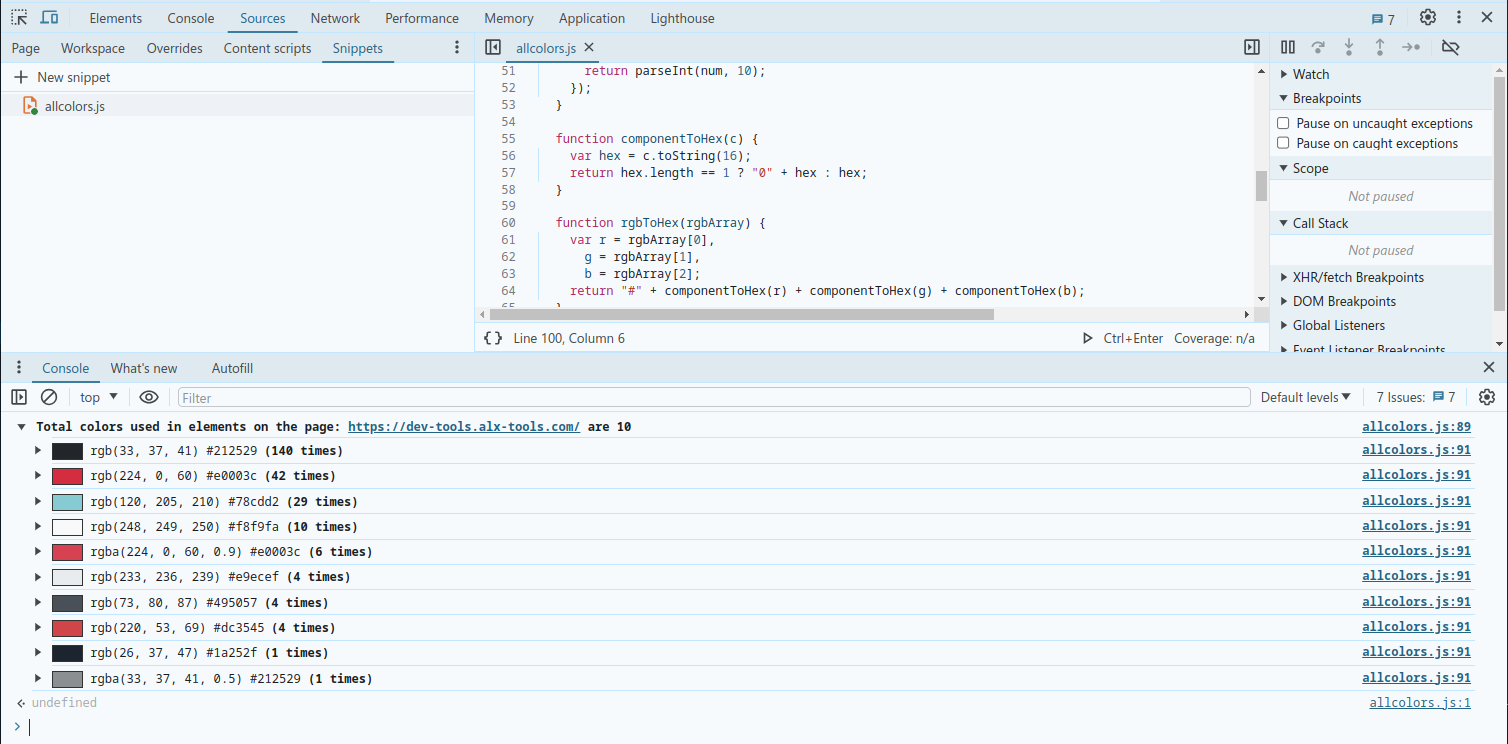 Elements Console Sources Network Performance Memory Application Lighthouse 7
Page Workspace Overrides Content scripts Snippets
New snippet
allcolors.js
allcolors.js
51 return parseInt(num, 10);
52 });
53 }
54
55 function componentToHex(c) {
56 var hex = c.toString(16);
57 return hex.length == 1 ? "0" + hex : hex;
58 }
59
60 function rgbToHex(rgbArray) {
61 var r = rgbArray[0],
62 g = rgbArray[1],
63 b = rgbArray[2];
64 return "#" + componentToHex(r) + componentToHex(g) + componentToHex(b);
65 }
{} Line 100, Column 6 Ctrl+Enter Coverage: n/a
Watch
Breakpoints
Pause on uncaught exceptions
Pause on caught exceptions
Scope
Not paused
Call Stack
Not paused
XHR/fetch Breakpoints
DOM Breakpoints
Global Listeners
Event Listener Breakpoints
Console What's new Autofill
top Filter Default levels 7 Issues: 7
Total colors used in elements on the page: https://dev-tools.alx-tools.com/ are 10 allcolors.js:89
rgb(33, 37, 41) #212529 (140 times) allcolors.js:91
rgb(224, 0, 60) #e0003c (42 times) allcolors.js:91
rgb(120, 205, 210) #78cdd2 (29 times) allcolors.js:91
rgb(248, 249, 250) #f8f9fa (10 times) allcolors.js:91
rgba(224, 0, 60, 0.9) #e0003c (6 times) allcolors.js:91
rgb(233, 236, 239) #e9ecef (4 times) allcolors.js:91
rgb(73, 80, 87) #495057 (4 times) allcolors.js:91
rgb(220, 53, 69) #dc3545 (4 times) allcolors.js:91
rgb(26, 37, 47) #1a252f (1 times) allcolors.js:91
rgba(33, 37, 41, 0.5) #212529 (1 times) allcolors.js:91
undefined allcolors.js:1